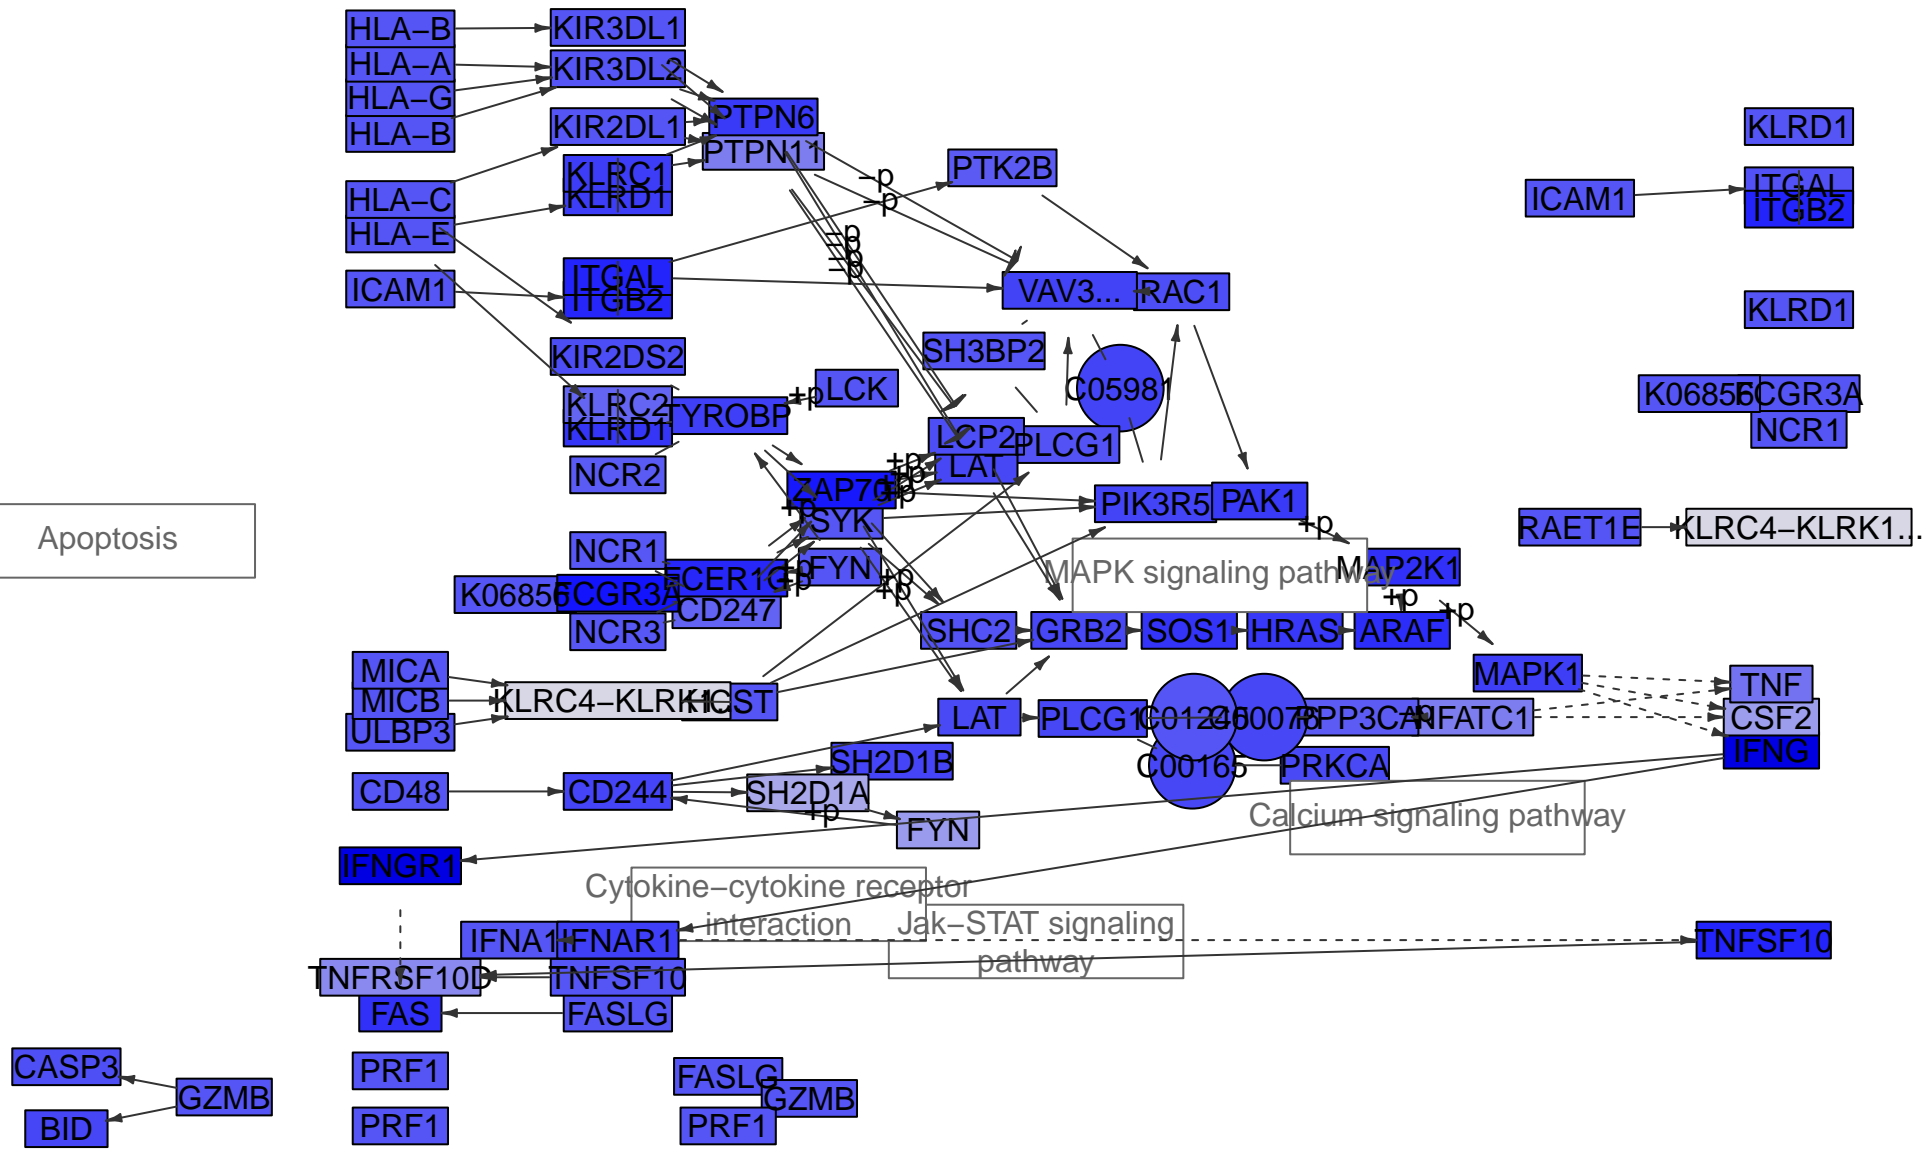 HLA−B
KIR3DL1
HLA−A
KIR3DL2
HLA−G
HLA−B
PTPN6
KIR2DL1
KLRD1
PTPN11
PTK2B
KLRC1
−p
ITGAL
KLRD1
HLA−C
−p
ICAM1
ITGB2
HLA−E
−p
−p
−p
−p
ITGAL
ICAM1
ITGB2
VAV3...
RAC1
KLRD1
KIR2DS2
SH3BP2
LCK
+p
C05981
K06856
FCGR3A
KLRC2
TYROBP
KLRD1
NCR1
LCP2
PLCG1
NCR2
+p
+p
LAT
ZAP70
+p
+p
PIK3R5
PAK1
+p
SYK
+p
RAET1E
KLRC4−KLRK1...
Apoptosis
NCR1
FCER1G
+p
FYN
+p
+p
+p
MAPK signaling pathway
MAP2K1
K06856
FCGR3A
CD247
+p
+p
NCR3
SHC2
GRB2
SOS1
HRAS
ARAF
MICA
MAPK1
TNF
MICB
KLRC4−KLRK1...
HCST
ULBP3
LAT
PLCG1
C01245
C00076
PPP3CA
NFATC1
CSF2
IFNG
SH2D1B
C00165
PRKCA
CD48
CD244
SH2D1A
+p
FYN
Calcium signaling pathway
IFNGR1
Cytokine−cytokine receptor
interaction
Jak−STAT signaling
pathway
IFNA1
IFNAR1
TNFSF10
TNFRSF10D
TNFSF10
FAS
FASLG
CASP3
PRF1
FASLG
GZMB
GZMB
BID
PRF1
PRF1